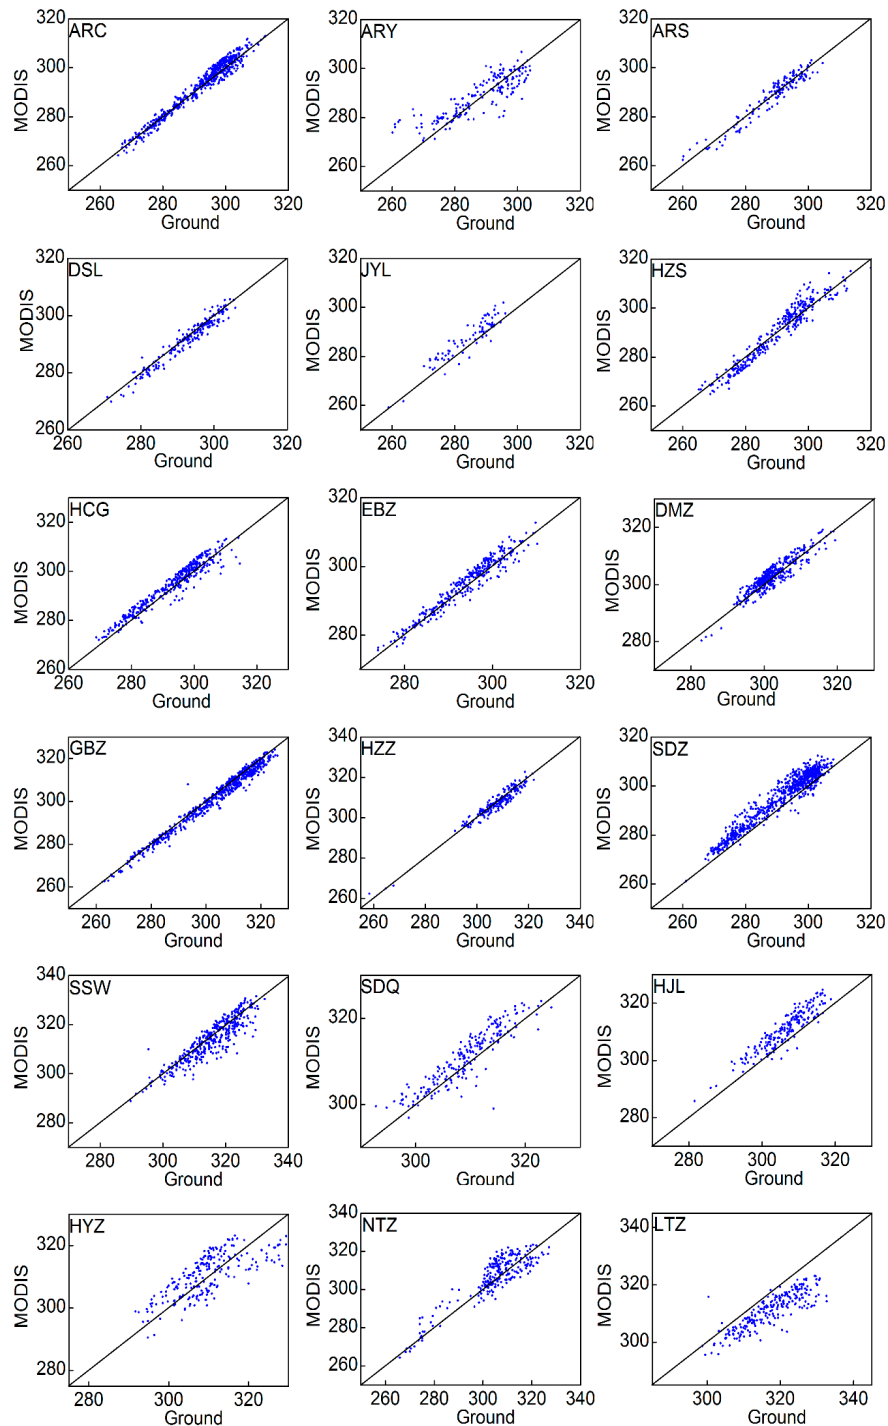 320 ARC
MODIS
300
280
260
260 280 300 320
Ground
320 ARY
MODIS
300
280
260
260 280 300 320
Ground
320 ARS
MODIS
300
280
260
260 280 300 320
Ground
320 DSL
MODIS
300
280
260
260 280 300 320
Ground
320 JYL
MODIS
300
280
260
260 280 300 320
Ground
320 HZS
MODIS
300
280
260
260 280 300 320
Ground
320 HCG
MODIS
300
280
260
260 280 300 320
Ground
320 EBZ
MODIS
300
280
280 300 320
Ground
320 DMZ
MODIS
300
280
280 300 320
Ground
320 GBZ
MODIS
300
280
260
260 280 300 320
Ground
340 HZZ
MODIS
320
300
280
260
260 280 300 320 340
Ground
320 SDZ
MODIS
300
280
260
260 280 300 320
Ground
340 SSW
MODIS
320
300
280
280 300 320 340
Ground
SDQ
MODIS
320
300
300 320
Ground
HJL
MODIS
320
300
280
280 300 320
Ground
HYZ
MODIS
320
300
280
280 300 320
Ground
340 NTZ
MODIS
320
300
280
260
260 280 300 320 340
Ground
340 LTZ
MODIS
320
300
300 320 340
Ground